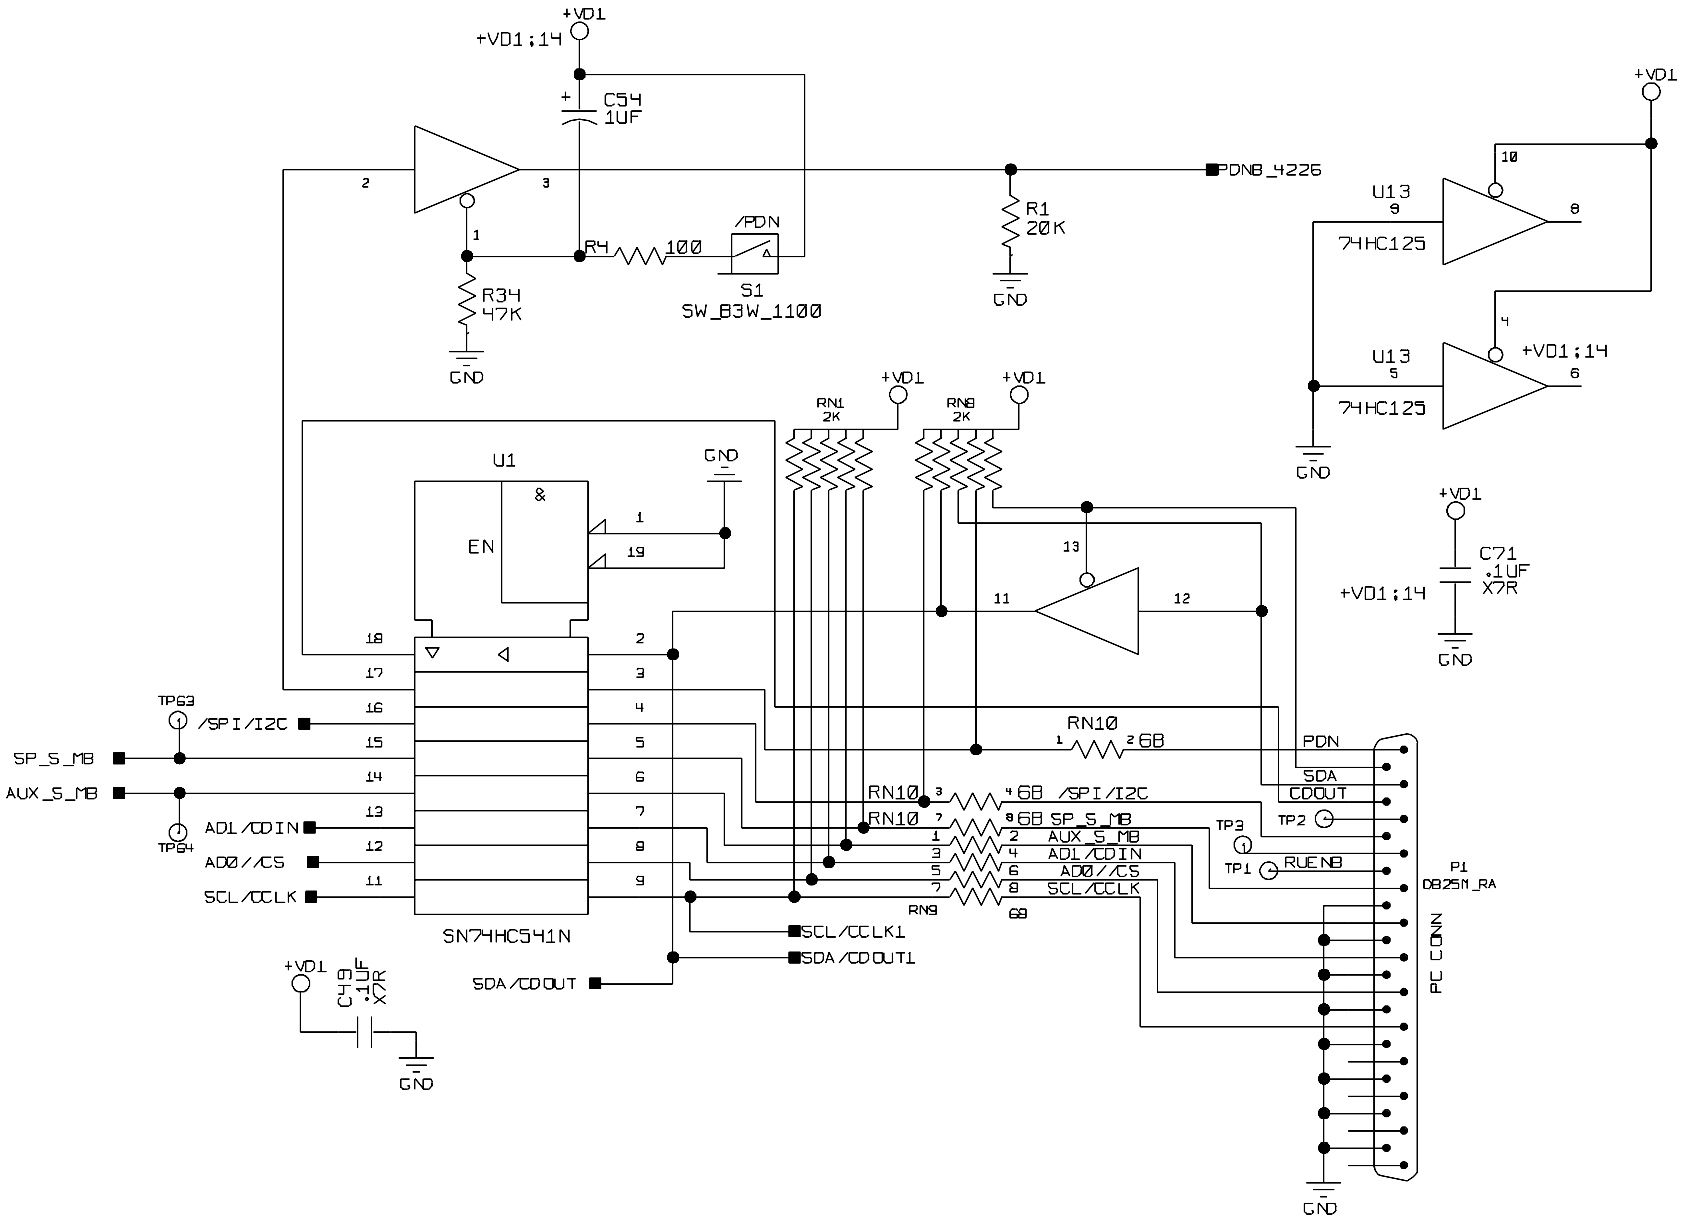 +VD1
+VD1;14
+ C54
1UF
2
3
1
R4 100
/PDN
S1
SW_B3W_1100
R34
47K
GND
PDNB_4226
R1
20K
GND
+VD1
10
U13
9
8
74HC125
4
+VD1;14
U13
5
6
74HC125
GND
+VD1
C71
.1UF
X7R
+VD1;14
GND
RN1
2K
+VD1
RN8
2K
+VD1
U1
&
EN
GND
1
19
13
11
12
18
17
16
15
14
13
12
11
2
3
4
5
6
7
8
9
TP63
/SPI/I2C
SP_S_MB
AUX_S_MB
TP64
AD1/CDIN
AD0//CS
SCL/CCLK
SN74HC541N
RN10
1
2 68
PDN
SDA
CDOUT
RN10 3
4 68 /SPI/I2C
RN10 7
8 68 SP_S_MB
1
2 AUX_S_MB
3
4 AD1/CDIN
5
6 AD0//CS
7
8 SCL/CCLK
RN9
68
TP2
TP3
TP1
RUENB
P1
DB25M_RA
PC CONN
SCL/CCLK1
SDA/CDOUT1
SDA/CDOUT
+VD1
C49
.1UF
X7R
GND
GND